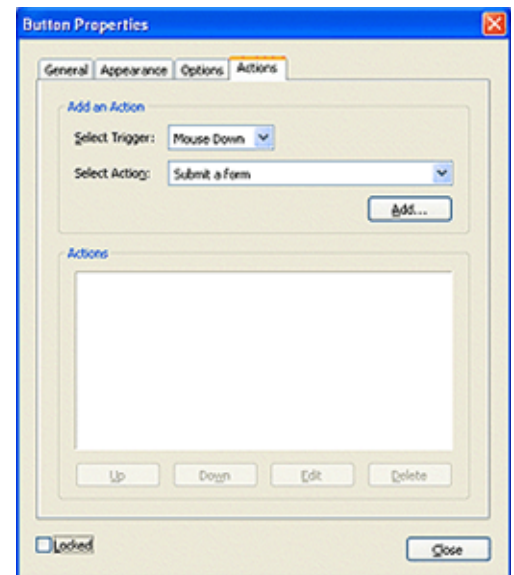 Button Properties
General Appearance Options Actions
Add an Action
Select Trigger: Mouse Down
Select Action: Submit a form
Add...
Actions
Up Down Edit Delete
Locked Close